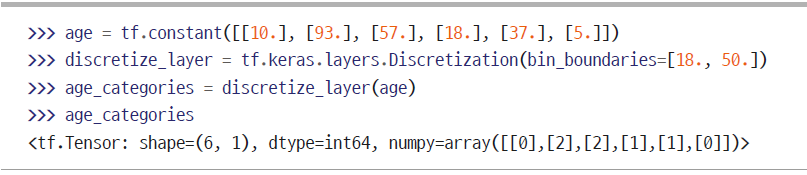 >>> age = tf.constant([[10.], [93.], [57.], [18.], [37.], [5.]])
>>> discretize_layer = tf.keras.layers.Discretization(bin_boundaries=[18., 50.])
>>> age_categories = discretize_layer(age)
>>> age_categories
<tf.Tensor: shape=(6, 1), dtype=int64, numpy=array([[0],[2],[2],[1],[1],[0]])>